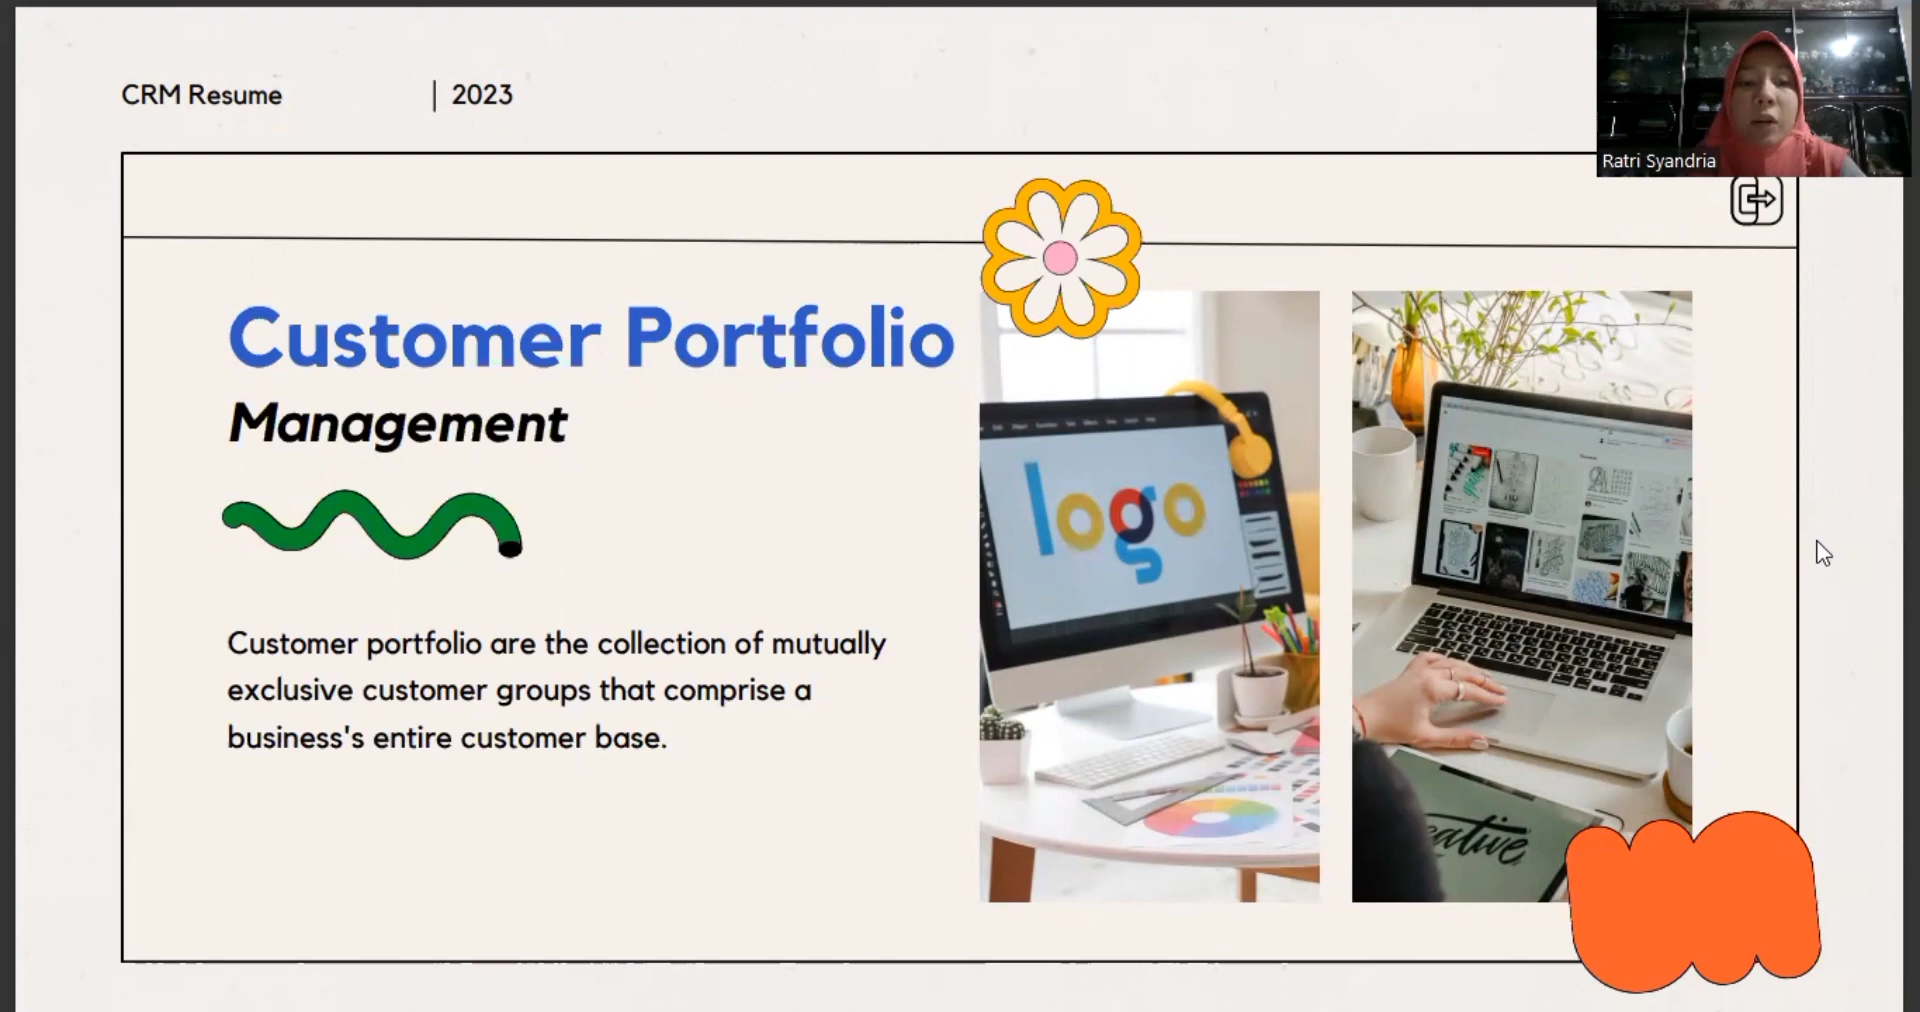 CRM Resume | 2023
Ratri Syandria
Customer Portfolio
Management
Customer portfolio are the collection of mutually
exclusive customer groups that comprise a
business's entire customer base.
logo